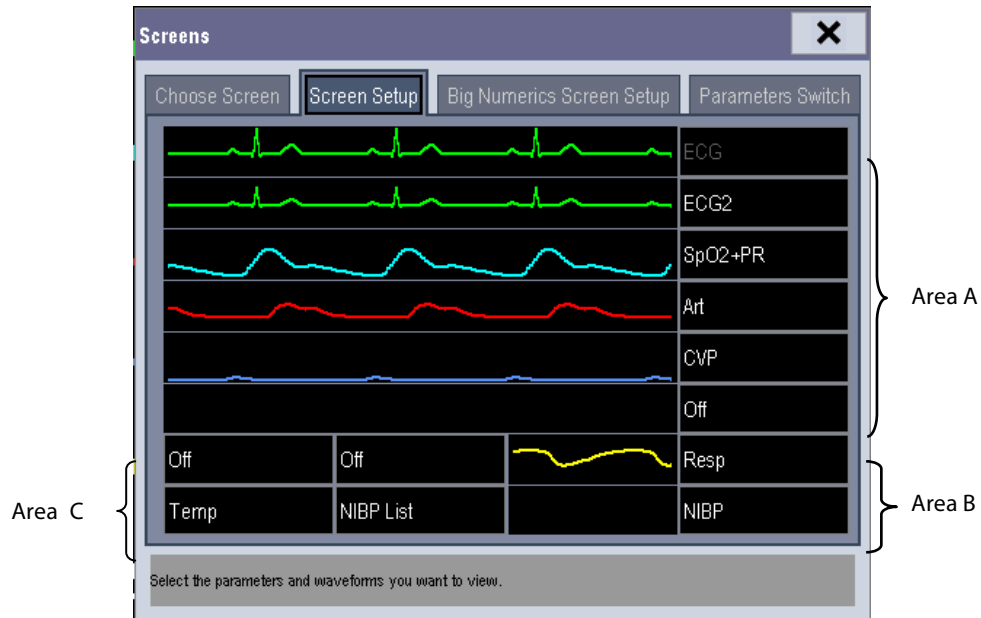 Screens
Choose Screen Screen Setup Big Numerics Screen Setup Parameters Switch
ECG
ECG2
SpO2+PR
Art
CVP
Off
Area A
Off Off Resp
Temp NIBP List NIBP
Area C
Area B
Select the parameters and waveforms you want to view.